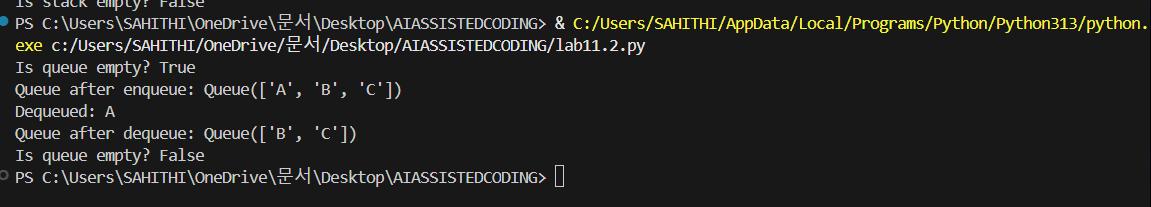 Is stack empty? False
PS C:\Users\SAHITHI\OneDrive\문서\Desktop\AIASSISTEDCODING> & C:/Users/SAHITHI/AppData/Local/Programs/Python/Python313/python.
exe c:/Users/SAHITHI/OneDrive/문서/Desktop/AIASSISTEDCODING/lab11.2.py
Is queue empty? True
Queue after enqueue: Queue(['A', 'B', 'C'])
Dequeued: A
Queue after dequeue: Queue(['B', 'C'])
Is queue empty? False
PS C:\Users\SAHITHI\OneDrive\문서\Desktop\AIASSISTEDCODING>